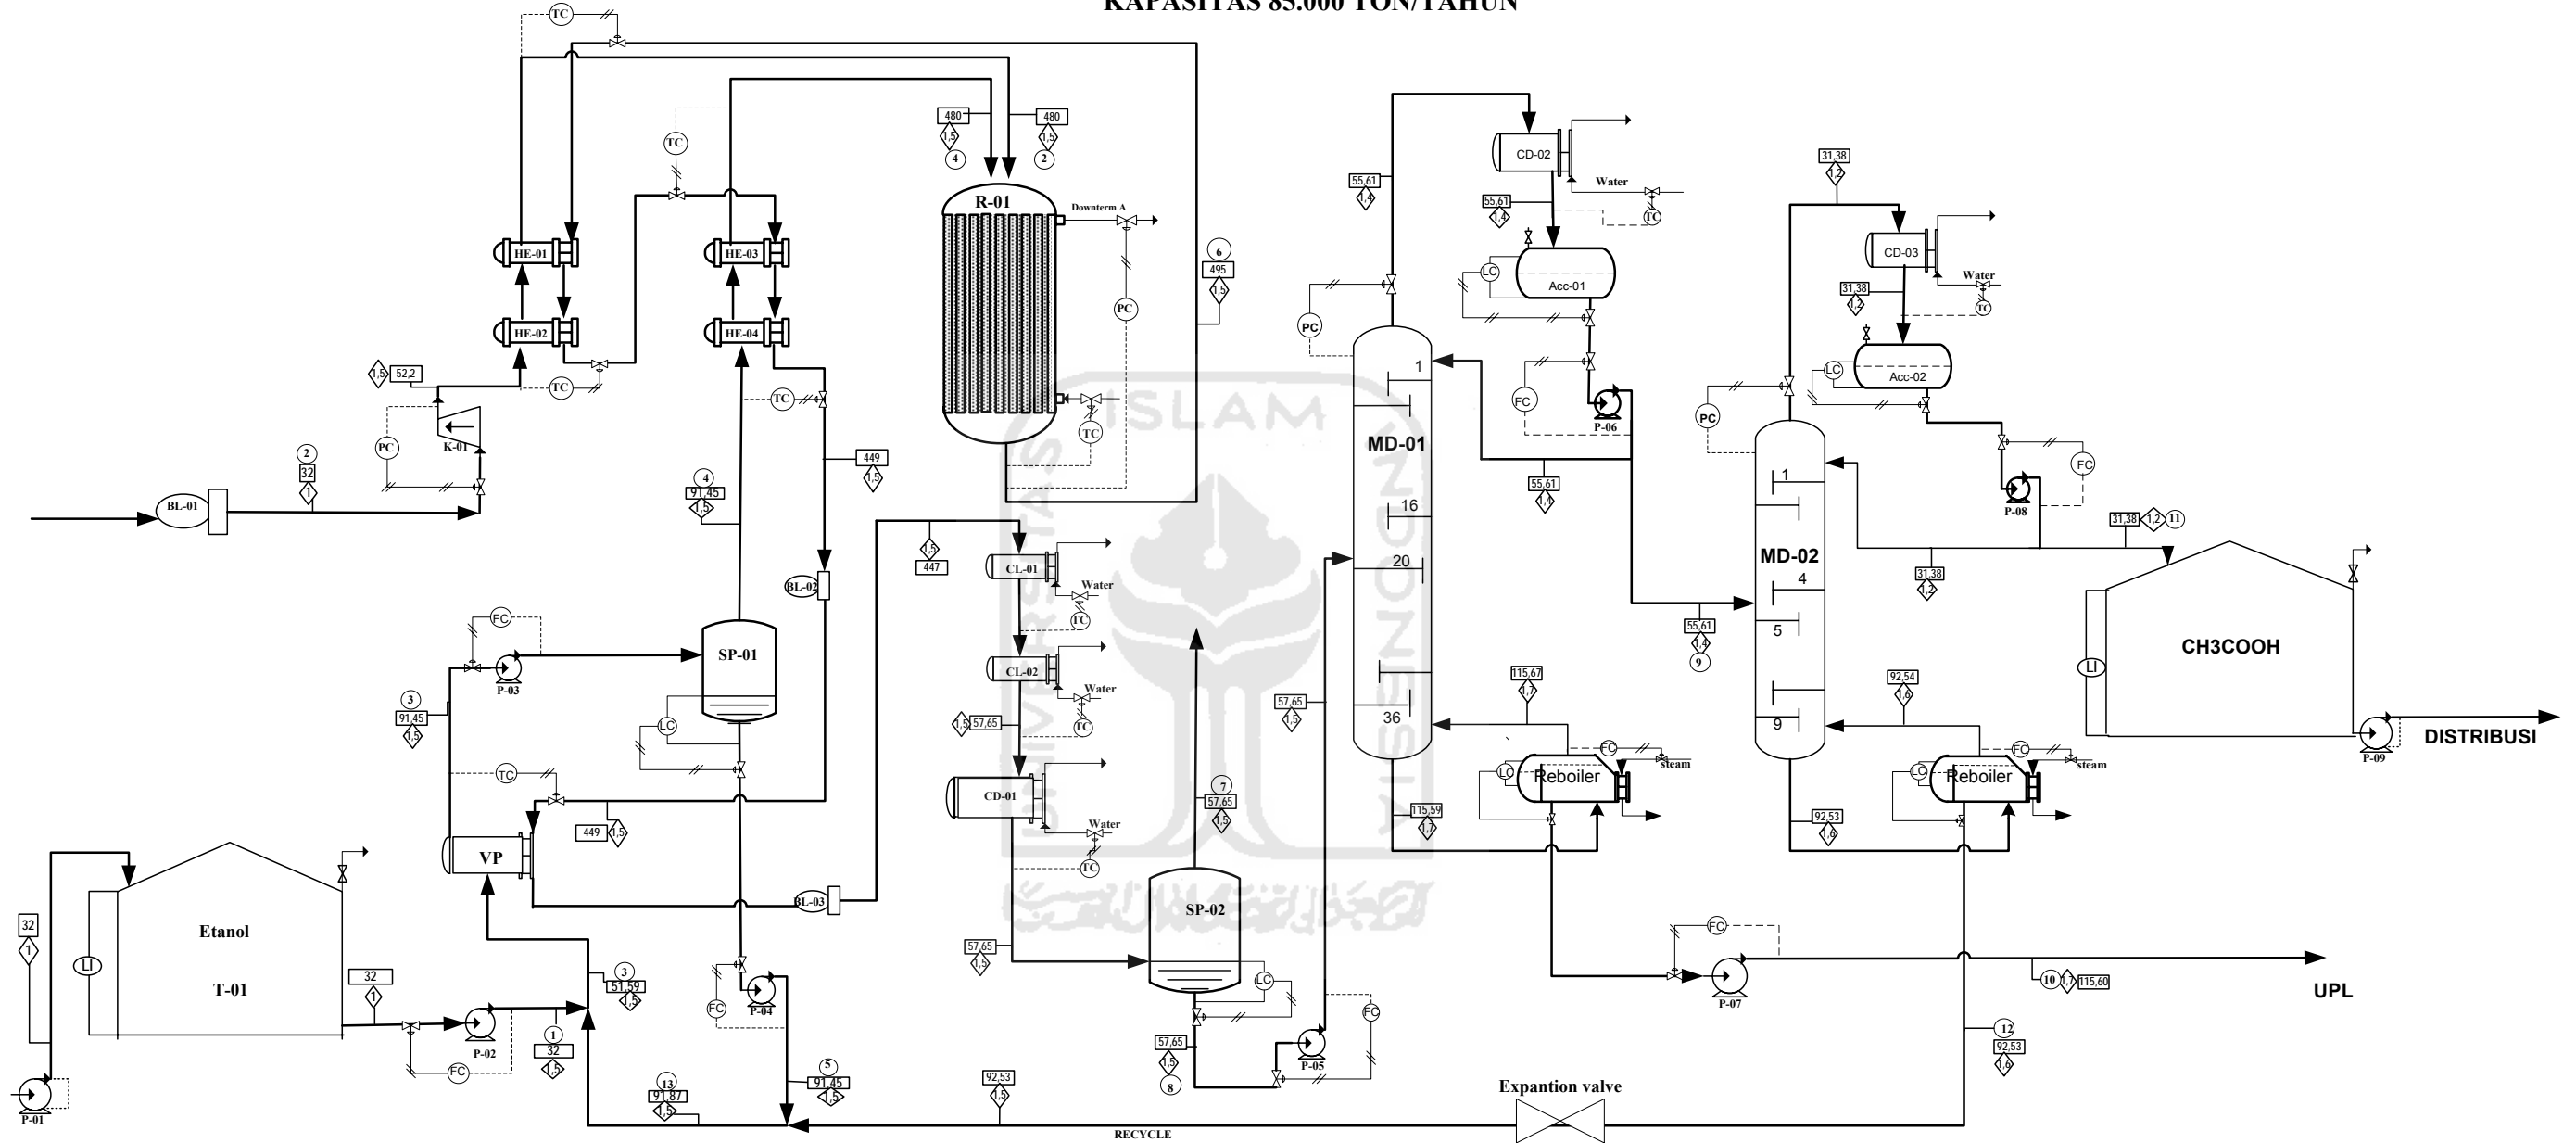 KAPASITAS 85.000 TON/TAHUN
TC
TC
480
1,5
4
480
1,5
2
R-01
Downterm A
PC
TC
HE-01
HE-02
HE-03
HE-04
1,5
52,2
TC
TC
K-01
PC
2
32
1
BL-01
6
495
1,5
4
91,45
1,5
449
1,5
BL-02
1,5
447
CL-01
Water
TC
CL-02
Water
TC
1,5
57,65
CD-01
Water
TC
FC
P-03
SP-01
LC
3
91,45
1,5
TC
449
1,5
VP
BL-03
Etanol
T-01
LI
32
1
32
1
P-01
P-02
FC
1
32
1,5
3
51,59
1,5
P-04
FC
5
91,45
1,5
13
91,87
1,5
92,53
1,5
RECYCLE
Expantion valve
57,65
1,5
SP-02
LC
7
57,65
1,5
57,65
1,5
8
P-05
FC
57,65
1,5
55,61
1,4
PC
MD-01
1
16
20
36
CD-02
Water
TC
55,61
1,4
Acc-01
LC
FC
P-06
55,61
1,4
115,67
1,7
115,59
1,7
Reboiler
LC
FC
steam
55,61
1,4
9
31,38
1,2
PC
MD-02
1
4
5
9
CD-03
Water
TC
31,38
1,2
Acc-02
LC
FC
P-08
31,38
1,2
11
31,38
1,2
CH3COOH
LI
P-09
DISTRIBUSI
92,54
1,6
92,53
1,6
Reboiler
LC
FC
steam
FC
P-07
10
1,7
115,60
UPL
12
92,53
1,6
UNIVERSITAS
ISLAM
INDONESIA